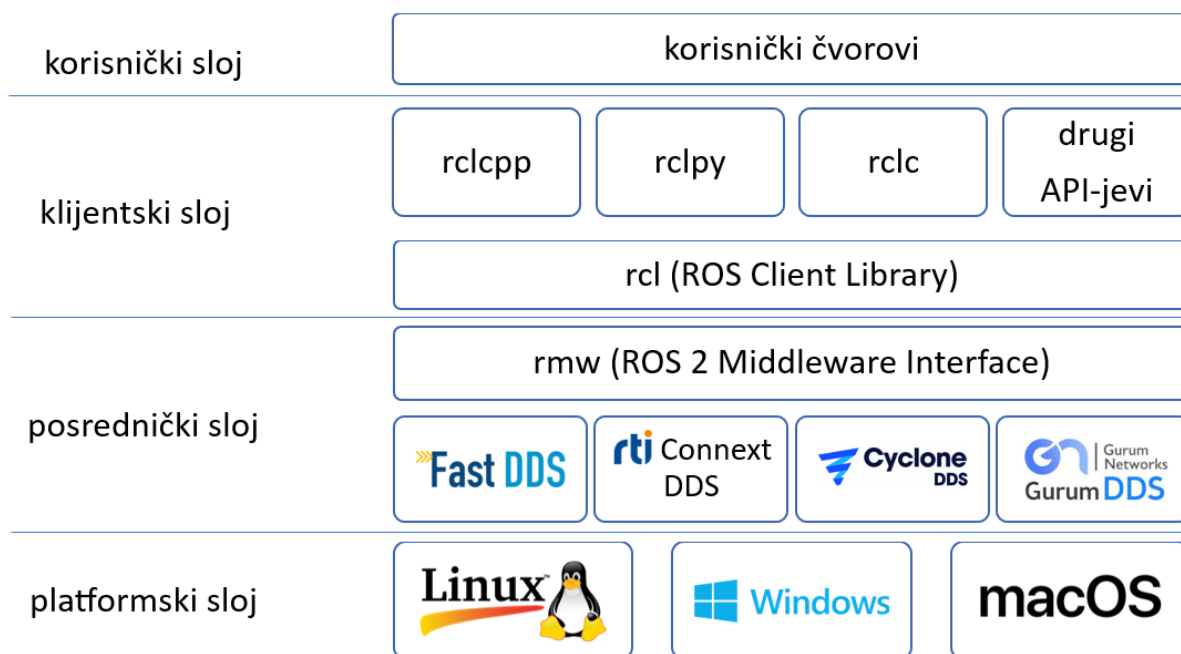 korisnički sloj
korisnički čvorovi
klijentski sloj
rclcpp
rclpy
rclc
drugi
API-jevi
rcl (ROS Client Library)
posrednički sloj
rmw (ROS 2 Middleware Interface)
Fast DDS
rti Connext
DDS
Cyclone
DDS
Gurum
Networks
Gurum DDS
platformski sloj
Linux
Windows
macOS